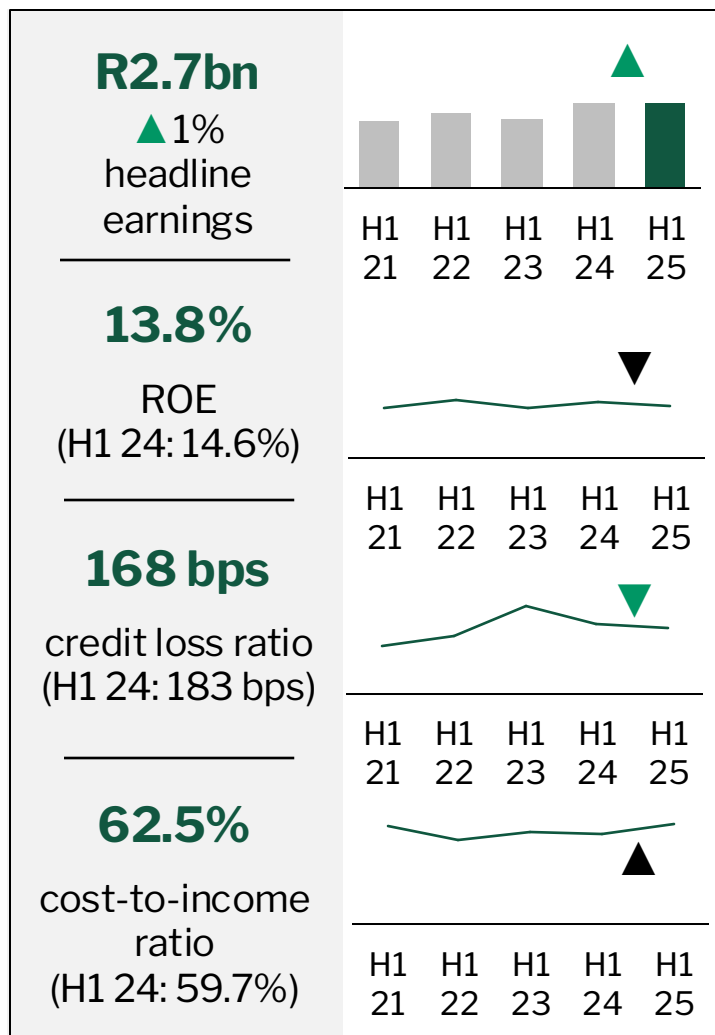 R2.7bn
▲1%
headline
earnings
H1 H1 H1 H1 H1
21 22 23 24 25
13.8%
ROE
(H1 24: 14.6%)
H1 H1 H1 H1 H1
21 22 23 24 25
168 bps
credit loss ratio
(H1 24: 183 bps)
H1 H1 H1 H1 H1
21 22 23 24 25
62.5%
cost-to-income
ratio
(H1 24: 59.7%)
H1 H1 H1 H1 H1
21 22 23 24 25